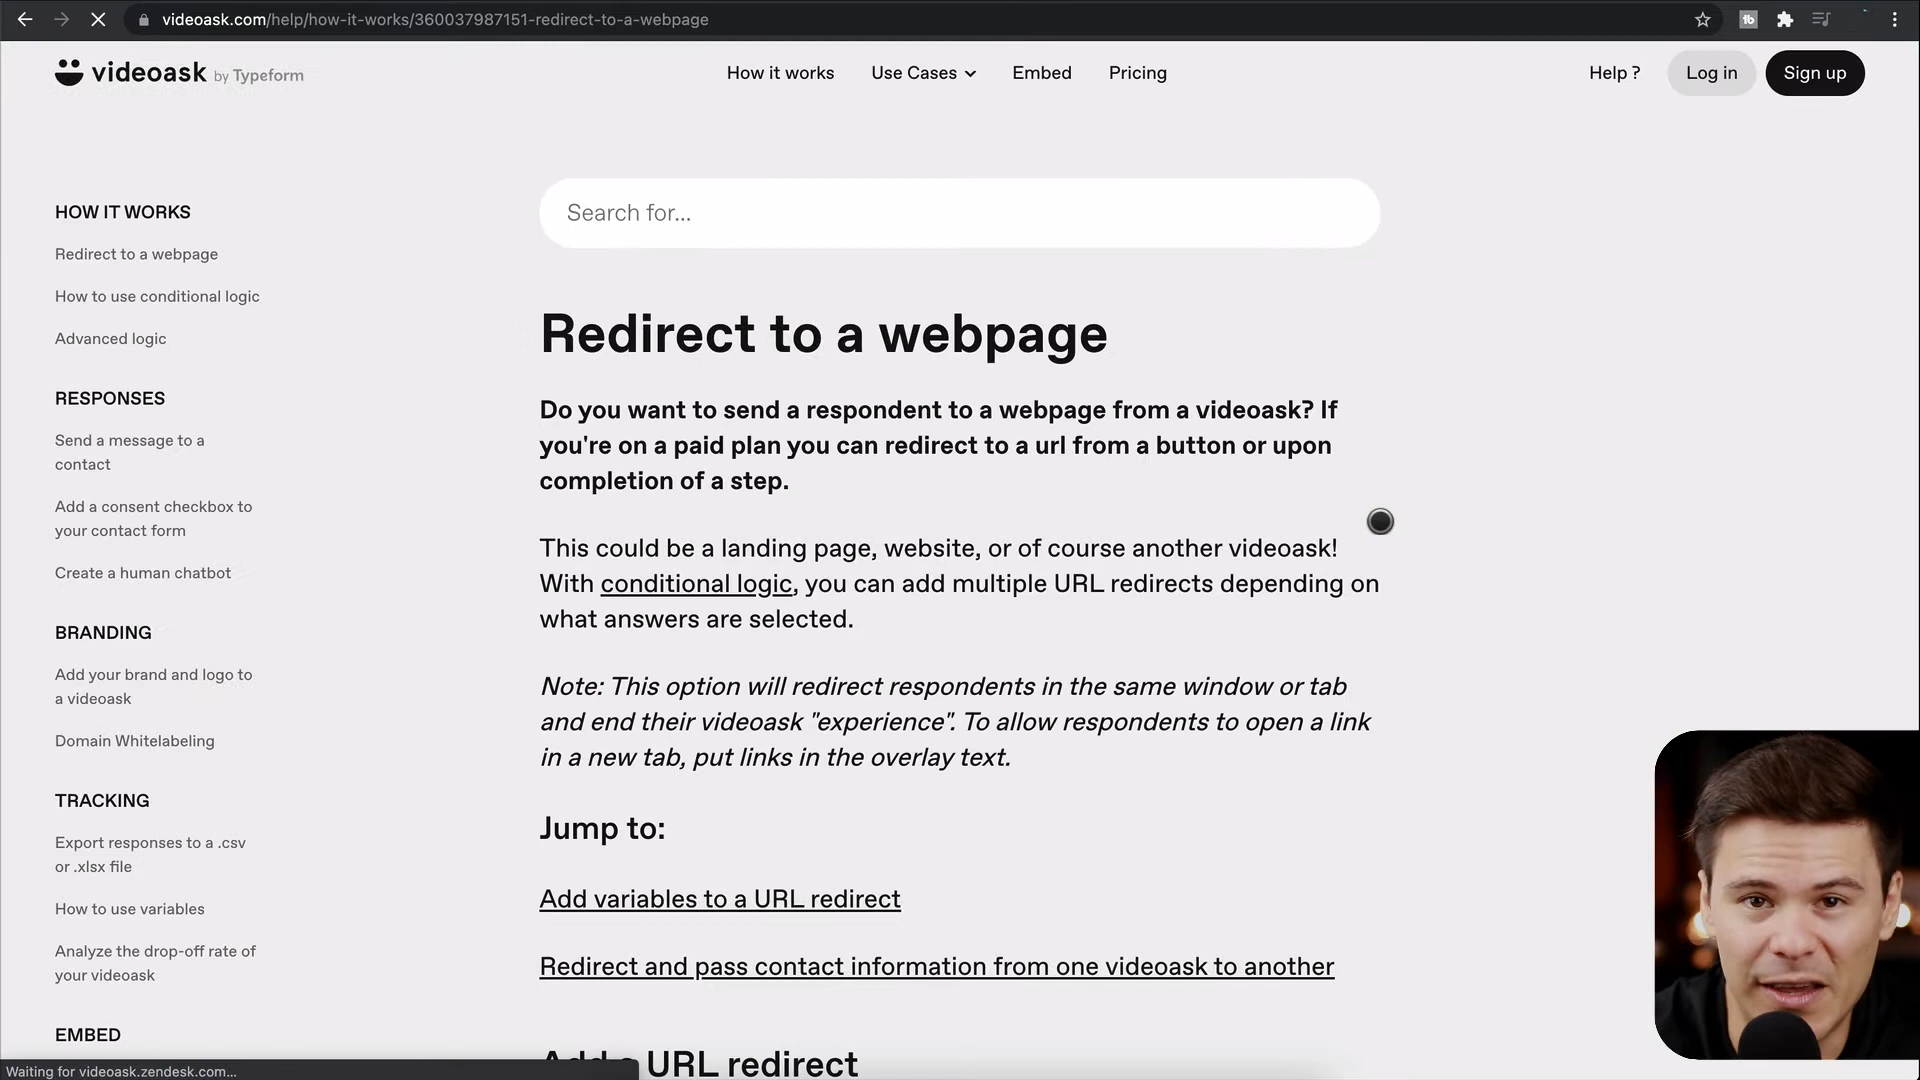 videoask.com/help/how-it-works/360037987151-redirect-to-a-webpage
videoask by Typeform
How it works
Use Cases
Embed
Pricing
Help ?
Log in
Sign up
Search for...
HOW IT WORKS
Redirect to a webpage
How to use conditional logic
Advanced logic
RESPONSES
Send a message to a
contact
Add a consent checkbox to
your contact form
Create a human chatbot
BRANDING
Add your brand and logo to
a videoask
Domain Whitelabeling
TRACKING
Export responses to a .csv
or .xlsx file
How to use variables
Analyze the drop-off rate of
your videoask
EMBED
Redirect to a webpage
Do you want to send a respondent to a webpage from a videoask? If
you're on a paid plan you can redirect to a url from a button or upon
completion of a step.
This could be a landing page, website, or of course another videoask!
With conditional logic, you can add multiple URL redirects depending on
what answers are selected.
Note: This option will redirect respondents in the same window or tab
and end their videoask "experience". To allow respondents to open a link
in a new tab, put links in the overlay text.
Jump to:
Add variables to a URL redirect
Redirect and pass contact information from one videoask to another
Add a URL redirect
Waiting for videoask.zendesk.com...